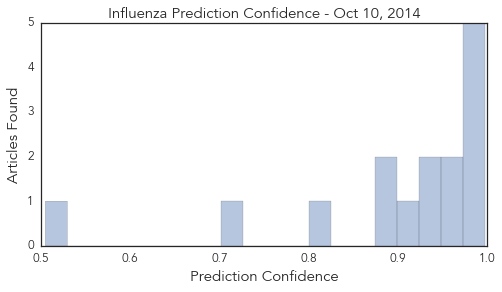 Influenza Prediction Confidence - Oct 10, 2014
Articles Found
5
4
3
2
1
0
0.5 0.6 0.7 0.8 0.9 1.0
Prediction Confidence